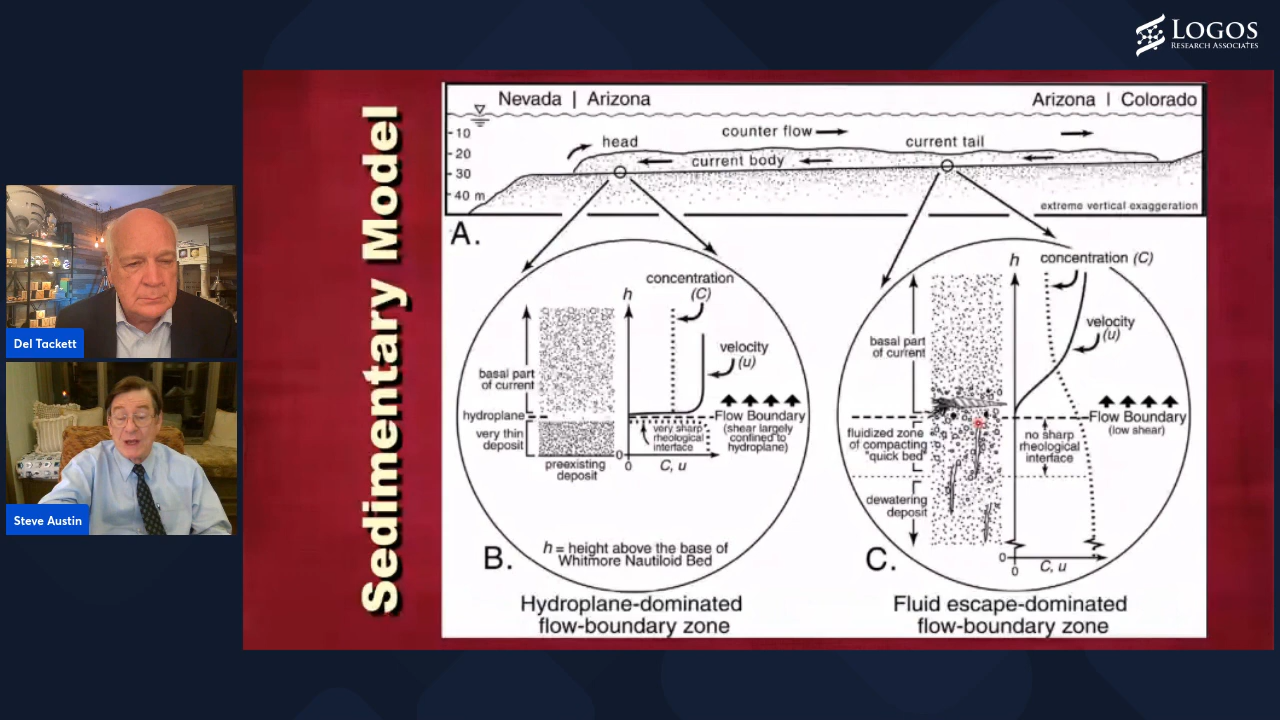 LOGOS
RESEARCH ASSOCIATES
Del Tackett
Steve Austin
Sedimentary Model
Nevada | Arizona
Arizona | Colorado
10
20
30
40 m
head
counter flow
current body
current tail
extreme vertical exaggeration
A.
h
concentration
(C)
velocity
(u)
basal part
of current
hydroplane
very thin
deposit
preexisting
deposit
very sharp
rheological
interface
Flow Boundary
(shear largely
confined to
hydroplane)
0
0
C, u
B.
h = height above the base of
Whitmore Nautiloid Bed
Hydroplane-dominated
flow-boundary zone
h
concentration (C)
velocity
(u)
basal part
of current
Flow Boundary
(low shear)
fluidized zone
of compacting
"quick bed"
no sharp
rheological
interface
dewatering
deposit
0
0
C, u
C.
Fluid escape-dominated
flow-boundary zone